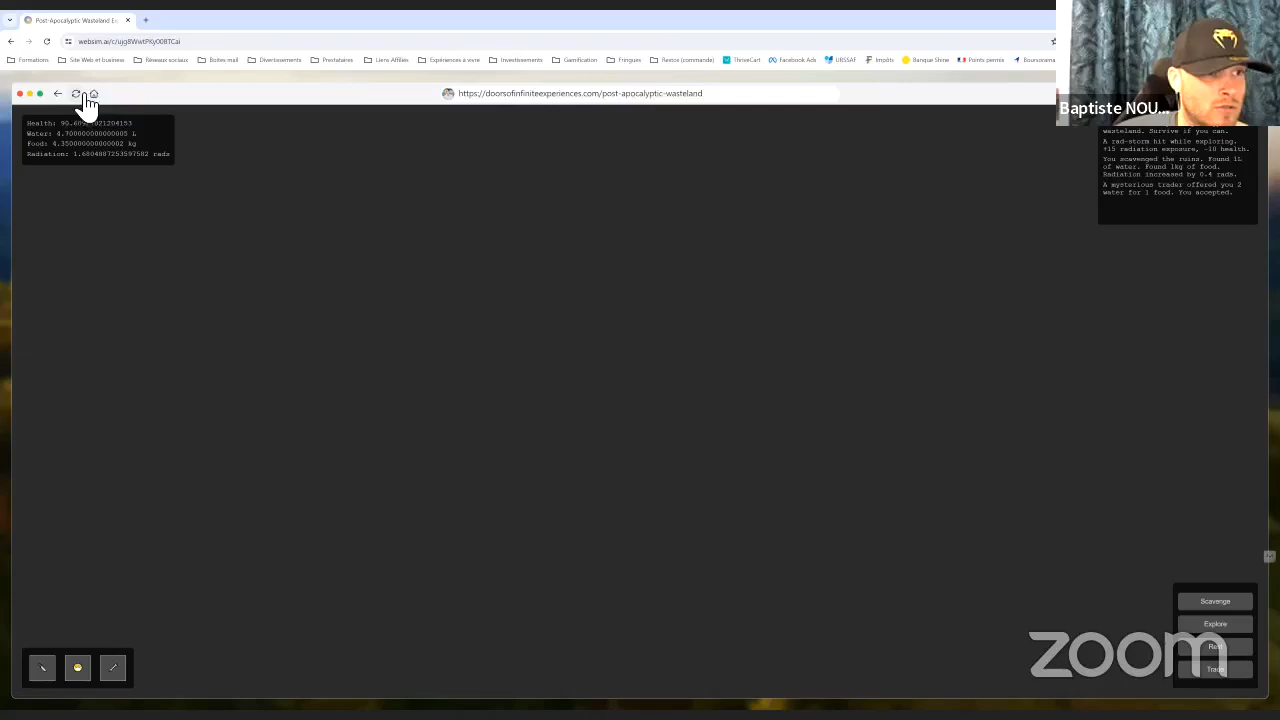 Post-Apocalyptic Wasteland Ex
websim.ai/c/ujg8WwtPKy008TCai
Formations
Site Web et business
Réseaux sociaux
Boites mail
Divertissements
Prestataires
Liens Affiliés
Expériences à vivre
Investissements
Gamification
Fringues
Restos (commande)
ThriveCart
Facebook Ads
URSSAF
Impôts
Banque Shine
Points permis
Boursorama
https://doorsofinfiniteexperiences.com/post-apocalyptic-wasteland
Baptiste NOU...
Water: 4.700000000000005 L
Food: 4.350000000000002 kg
Radiation: 1.6804887253597582 rads
wasteland. Survive if you can.
A rad-storm hit while exploring.
+15 radiation exposure, -10 health.
You scavenged the ruins. Found 1L
of water. Found 1kg of food.
Radiation increased by 0.4 rads.
A mysterious trader offered you 2
water for 1 food. You accepted.
Scavenge
Explore
Rest
Trade
zoom